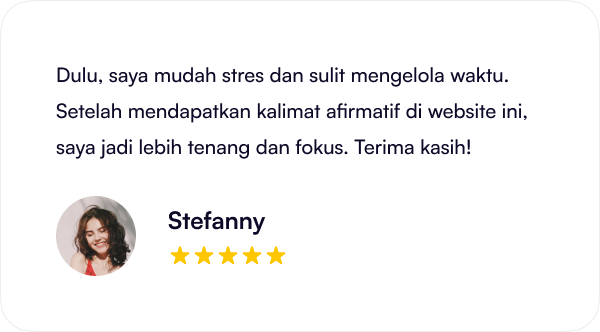 Dulu, saya mudah stres dan sulit mengelola waktu.
Setelah mendapatkan kalimat afirmatif di website ini,
saya jadi lebih tenang dan fokus. Terima kasih!
Stefanny